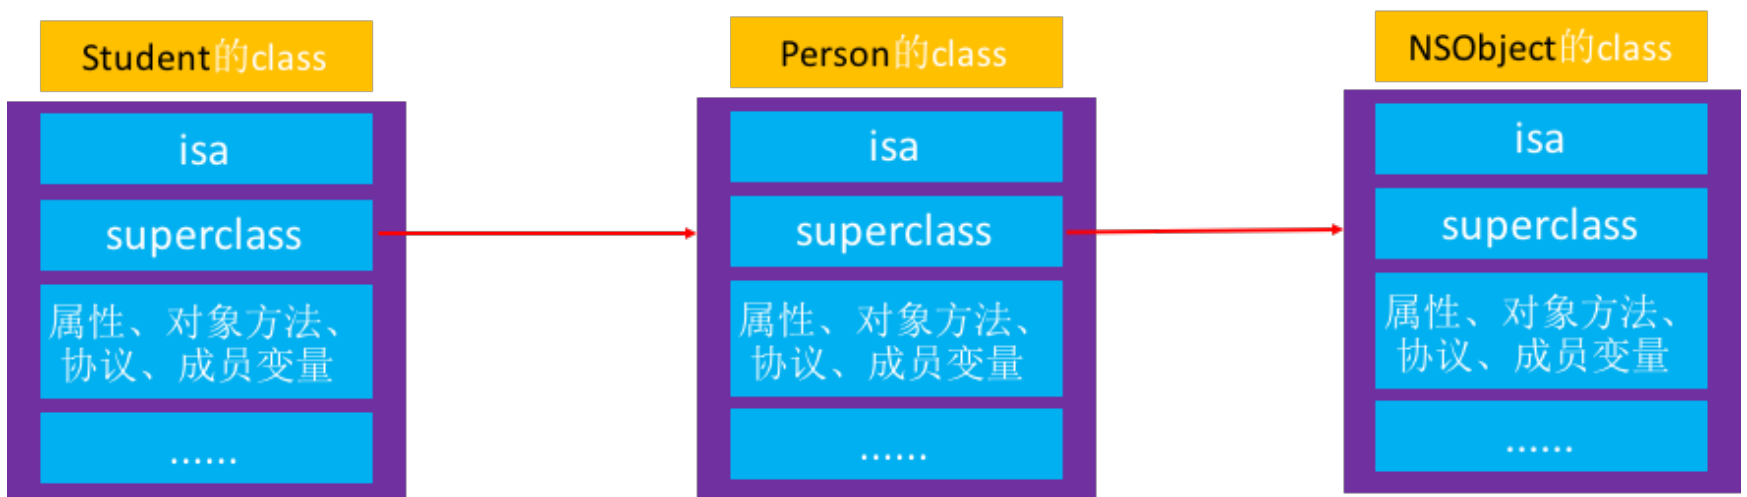 Student的class
isa
superclass
属性、对象方法、
协议、成员变量
......
Person的class
isa
superclass
属性、对象方法、
协议、成员变量
......
NSObject的class
isa
superclass
属性、对象方法、
协议、成员变量
......